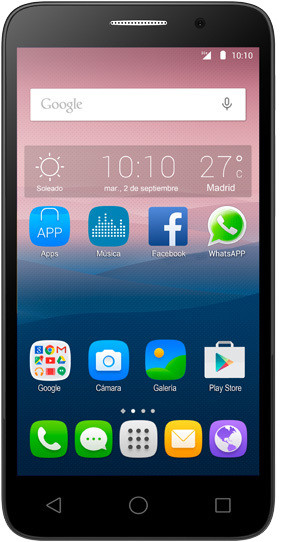 3G 10:10
Google
10:10
27°C
Soleado
mar., 2 de septiembre
Madrid
APP
Apps
Música
Facebook
WhatsAPP
Google
Cámara
Galería
Play Store